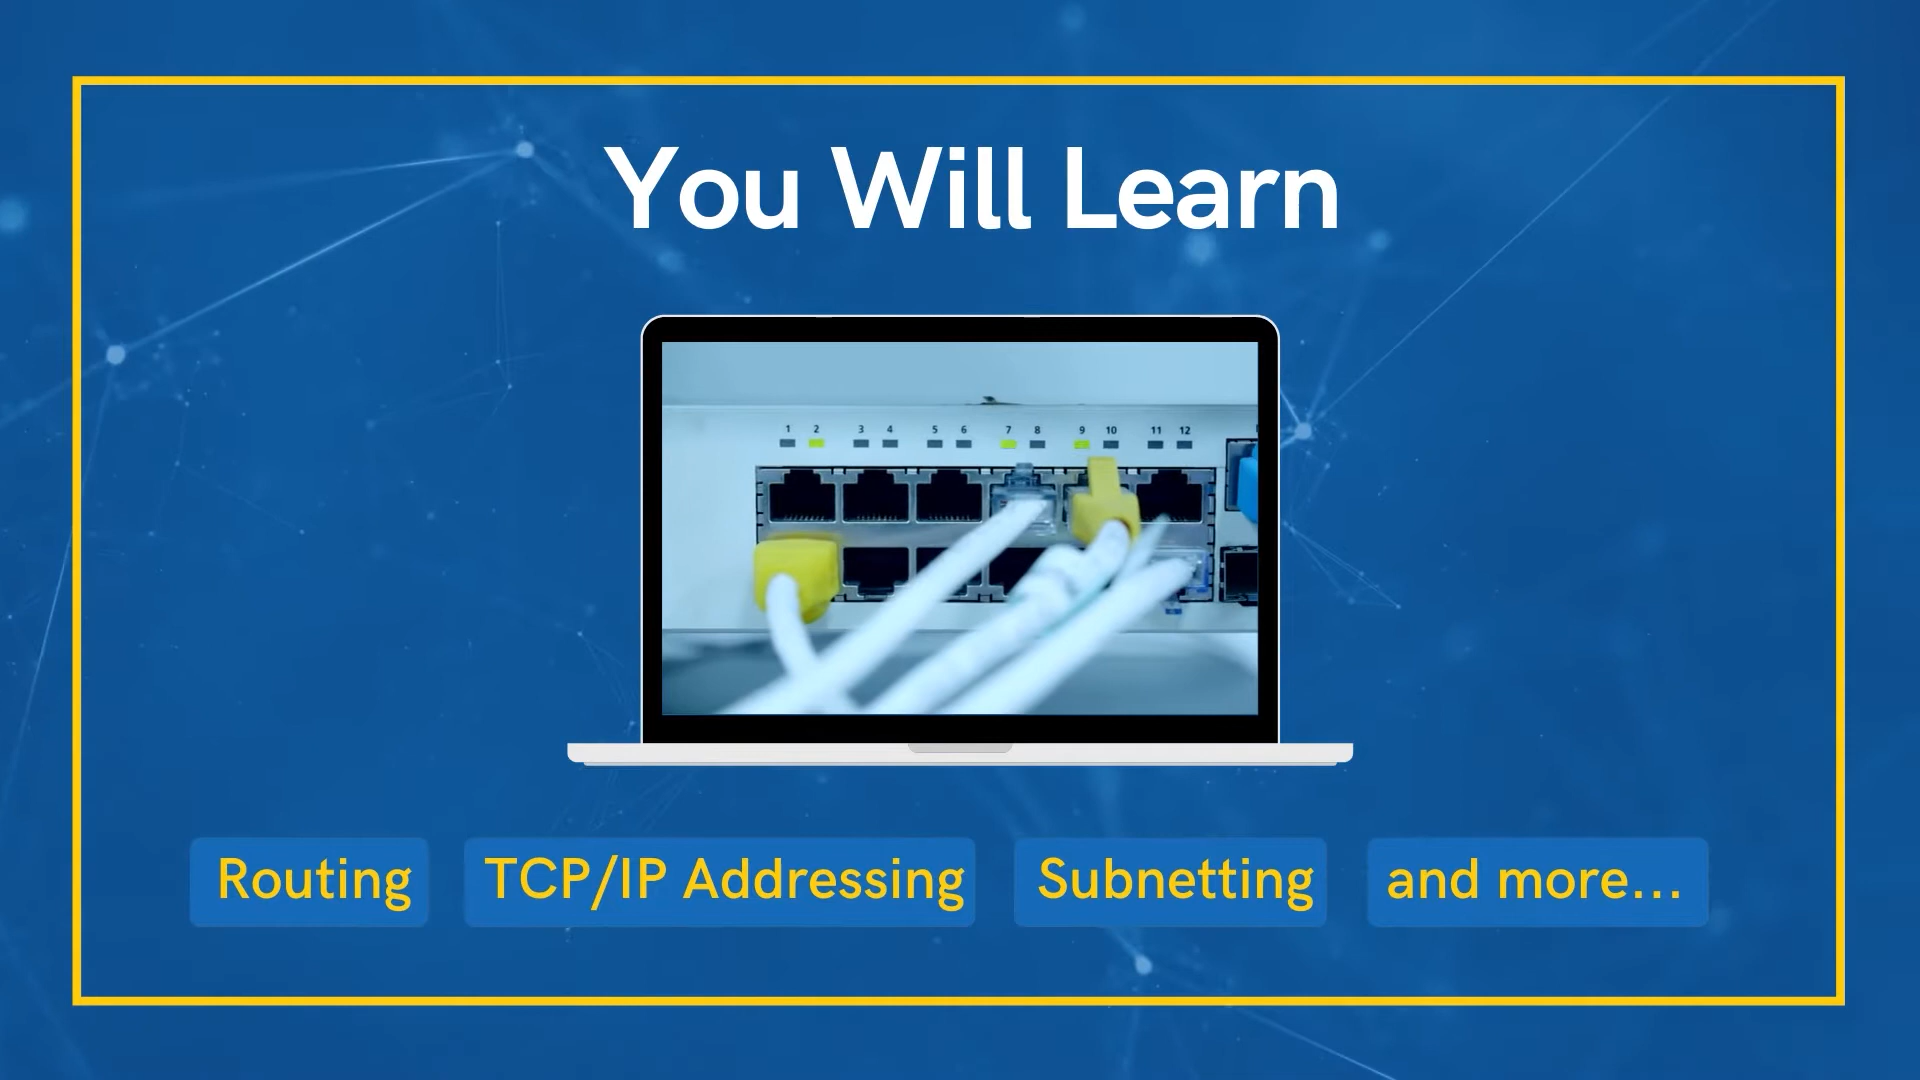 You Will Learn
1 2 3 4 5 6 7 8 9 10 11 12
Routing TCP/IP Addressing Subnetting and more...